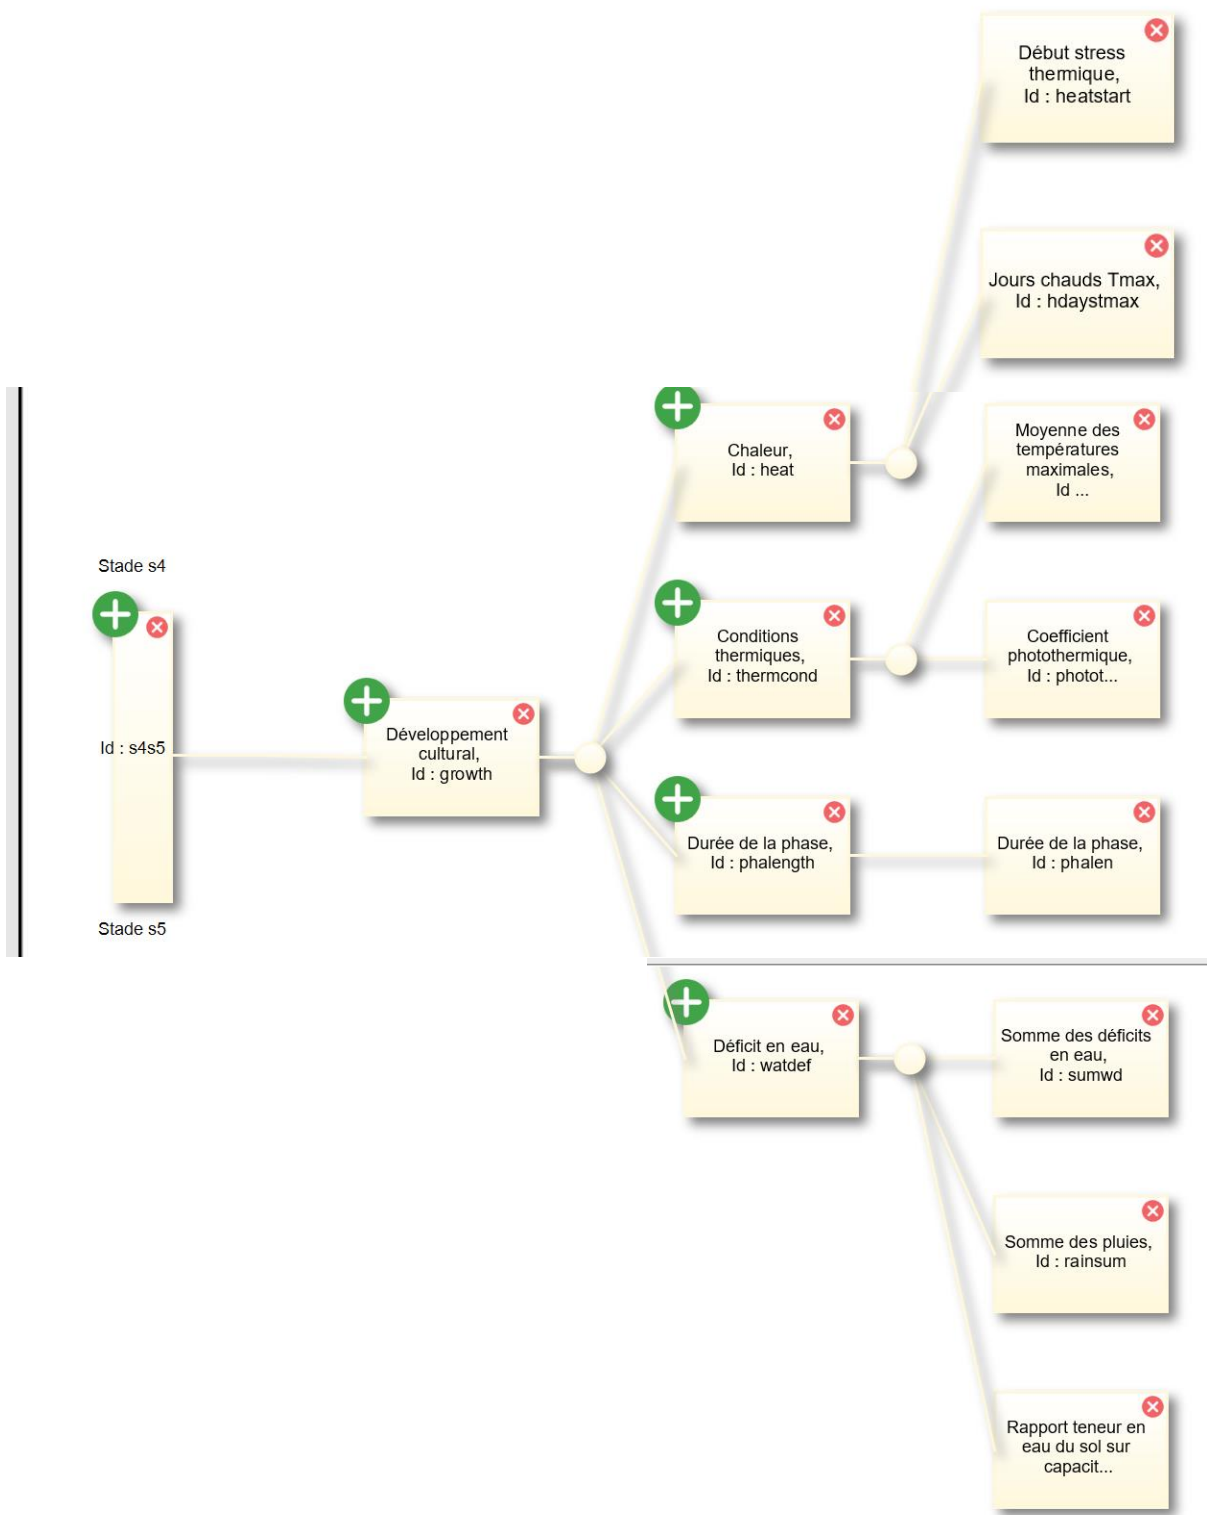 Début stress
thermique,
Id : heatstart
Jours chauds Tmax,
Id : hdaystmax
Chaleur,
Id : heat
Moyenne des
températures
maximales,
Id ...
Stade s4
Id : s4s5
Stade s5
Développement
cultural,
Id : growth
Conditions
thermiques,
Id : thermcond
Coefficient
photothermique,
Id : photot...
Durée de la phase,
Id : phalength
Durée de la phase,
Id : phalen
Déficit en eau,
Id : watdef
Somme des déficits
en eau,
Id : sumwd
Somme des pluies,
Id : rainsum
Rapport teneur en
eau du sol sur
capacit...